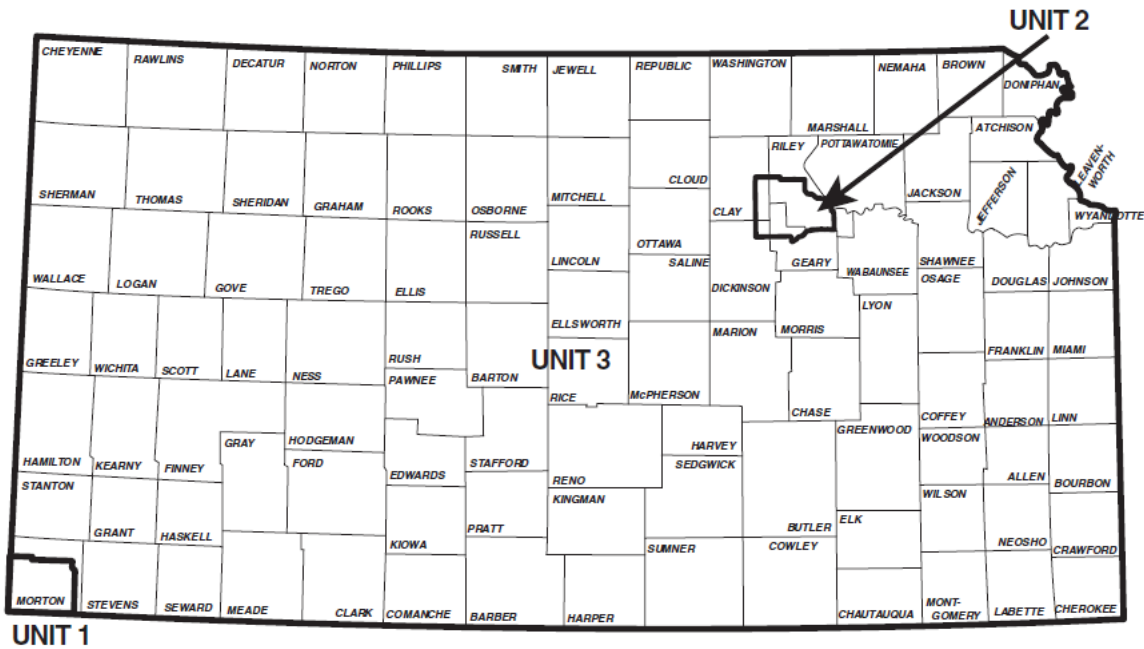 UNIT 2
CHEYENNE
RAWLINS
DECATUR
NORTON
PHILLIPS
SMITH
JEWELL
REPUBLIC
WASHINGTON
NEMAHA
BROWN
DONIPHAN
MARSHALL
ATCHISON
RILEY
POTTAWATOMIE
LEAVEN-
WORTH
SHERMAN
THOMAS
SHERIDAN
GRAHAM
ROOKS
OSBORNE
MITCHELL
CLOUD
CLAY
JACKSON
JEFFERSON
WYANDOTTE
RUSSELL
OTTAWA
WALLACE
LOGAN
GOVE
TREGO
ELLIS
LINCOLN
SALINE
DICKINSON
GEARY
WABAUNSEE
SHAWNEE
OSAGE
DOUGLAS
JOHNSON
LYON
ELLSWORTH
MARION
MORRIS
GREELEY
WICHITA
SCOTT
LANE
NESS
RUSH
PAWNEE
BARTON
UNIT 3
RICE
McPHERSON
CHASE
FRANKLIN
MIAMI
COFFEY
ANDERSON
LINN
HAMILTON
KEARNY
FINNEY
GRAY
HODGEMAN
FORD
EDWARDS
STAFFORD
RENO
HARVEY
SEDGWICK
GREENWOOD
WOODSON
ALLEN
BOURBON
STANTON
GRANT
HASKELL
KIOWA
PRATT
KINGMAN
BUTLER
ELK
WILSON
NEOSHO
CRAWFORD
SUMNER
COWLEY
MORTON
STEVENS
SEWARD
MEADE
CLARK
COMANCHE
BARBER
HARPER
CHAUTAUQUA
MONT-
GOMERY
LABETTE
CHEROKEE
UNIT 1